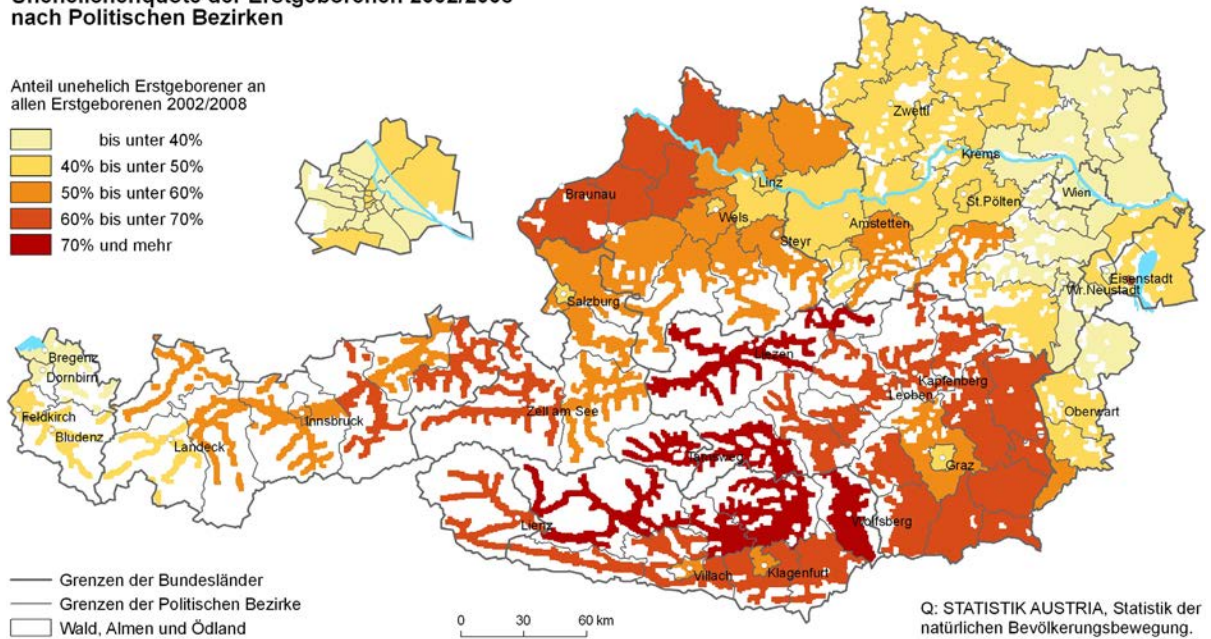 nach Politischen Bezirken
Anteil unehelich Erstgeborener an
allen Erstgeborenen 2002/2008
bis unter 40%
40% bis unter 50%
50% bis unter 60%
60% bis unter 70%
70% und mehr
Zwettl
Krems
Linz
Wien
Braunau
St.Pölten
Wels
Amstetten
Steyr
Eisenstadt
Wr.Neustadt
Salzburg
Bregenz
Dornbirn
Liezen
Kapfenberg
Leoben
Feldkirch
Zell am See
Oberwart
Innsbruck
Bludenz
Landeck
Tamsweg
Graz
Lienz
Wolfsberg
Villach
Klagenfurt
Grenzen der Bundesländer
Grenzen der Politischen Bezirke
Wald, Almen und Ödland
0 30 60 km
Q: STATISTIK AUSTRIA, Statistik der
natürlichen Bevölkerungsbewegung.